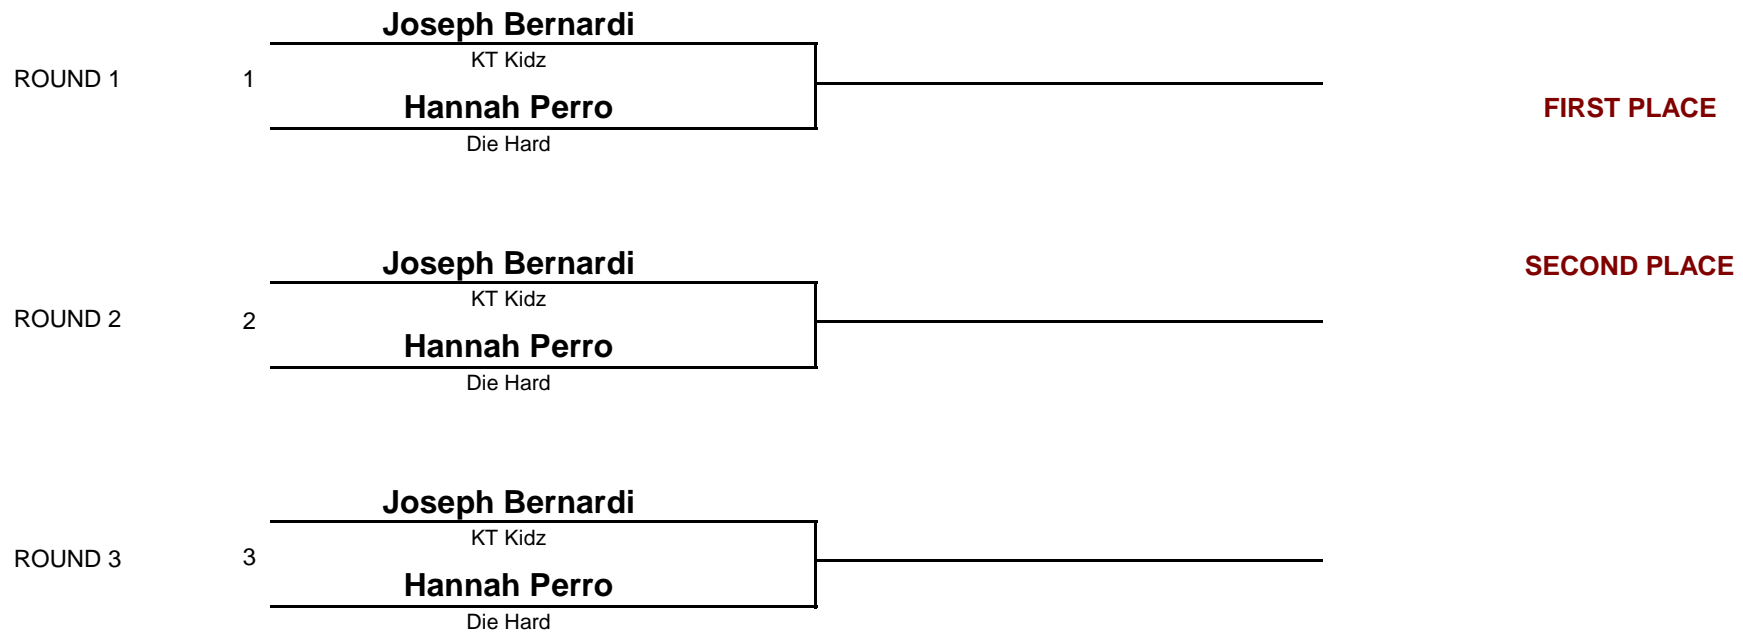 Joseph Bernardi
KT Kidz
ROUND 1
1
Hannah Perro
Die Hard
FIRST PLACE
Joseph Bernardi
KT Kidz
SECOND PLACE
ROUND 2
2
Hannah Perro
Die Hard
Joseph Bernardi
KT Kidz
ROUND 3
3
Hannah Perro
Die Hard